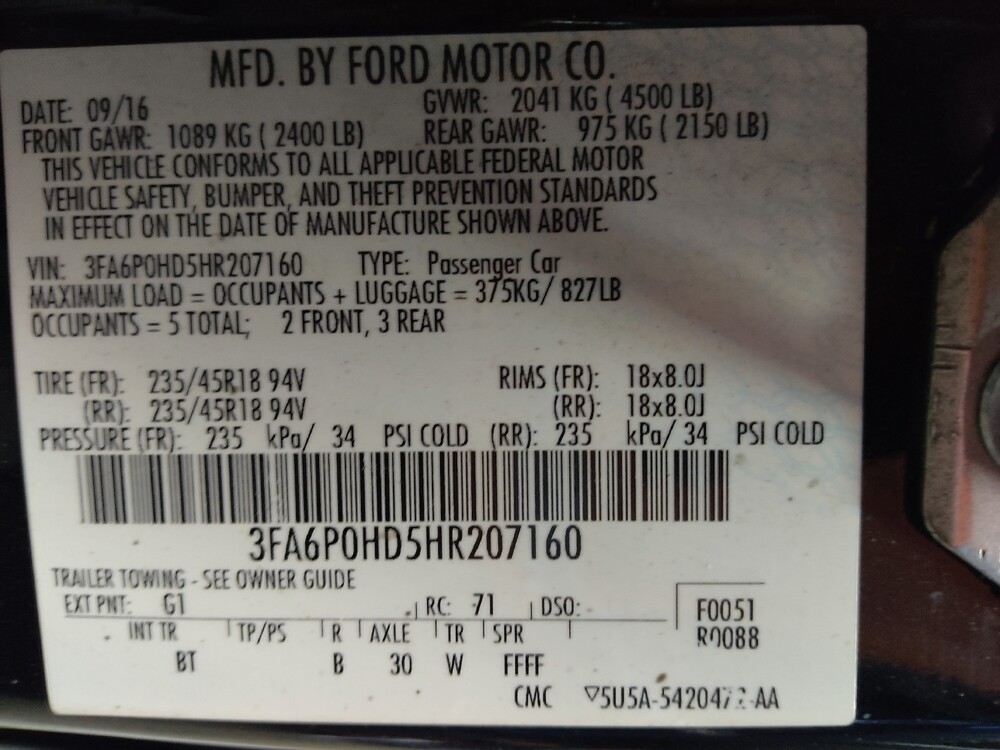 MFD. BY FORD MOTOR CO.
DATE: 09/16 GVWR: 2041 KG ( 4500 LB)
FRONT GAWR: 1089 KG ( 2400 LB) REAR GAWR: 975 KG ( 2150 LB)
THIS VEHICLE CONFORMS TO ALL APPLICABLE FEDERAL MOTOR
VEHICLE SAFETY, BUMPER, AND THEFT PREVENTION STANDARDS
IN EFFECT ON THE DATE OF MANUFACTURE SHOWN ABOVE.
VIN: 3FA6P0HD5HR207160 TYPE: Passenger Car
MAXIMUM LOAD = OCCUPANTS + LUGGAGE = 375KG/ 827LB
OCCUPANTS = 5 TOTAL; 2 FRONT, 3 REAR
TIRE (FR): 235/45R18 94V RIMS (FR): 18x8.0J
(RR): 235/45R18 94V (RR): 18x8.0J
PRESSURE (FR): 235 kPa/ 34 PSI COLD (RR): 235 kPa/ 34 PSI COLD
3FA6P0HD5HR207160
TRAILER TOWING - SEE OWNER GUIDE
EXT PNT: G1 RC: 71 DSO: F0051
INT TR TP/PS R AXLE TR SPR R0088
BT B 30 W FFFF
CMC